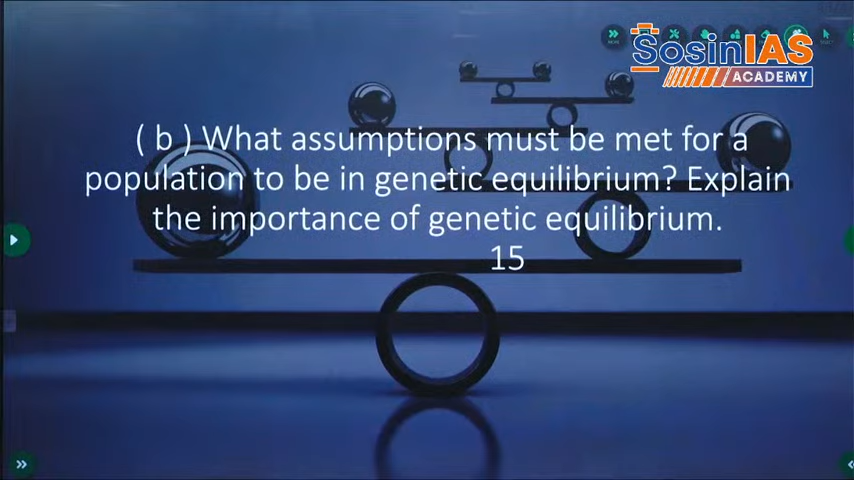 SosinIAS
ACADEMY
( b ) What assumptions must be met for a
population to be in genetic equilibrium? Explain
the importance of genetic equilibrium.
15